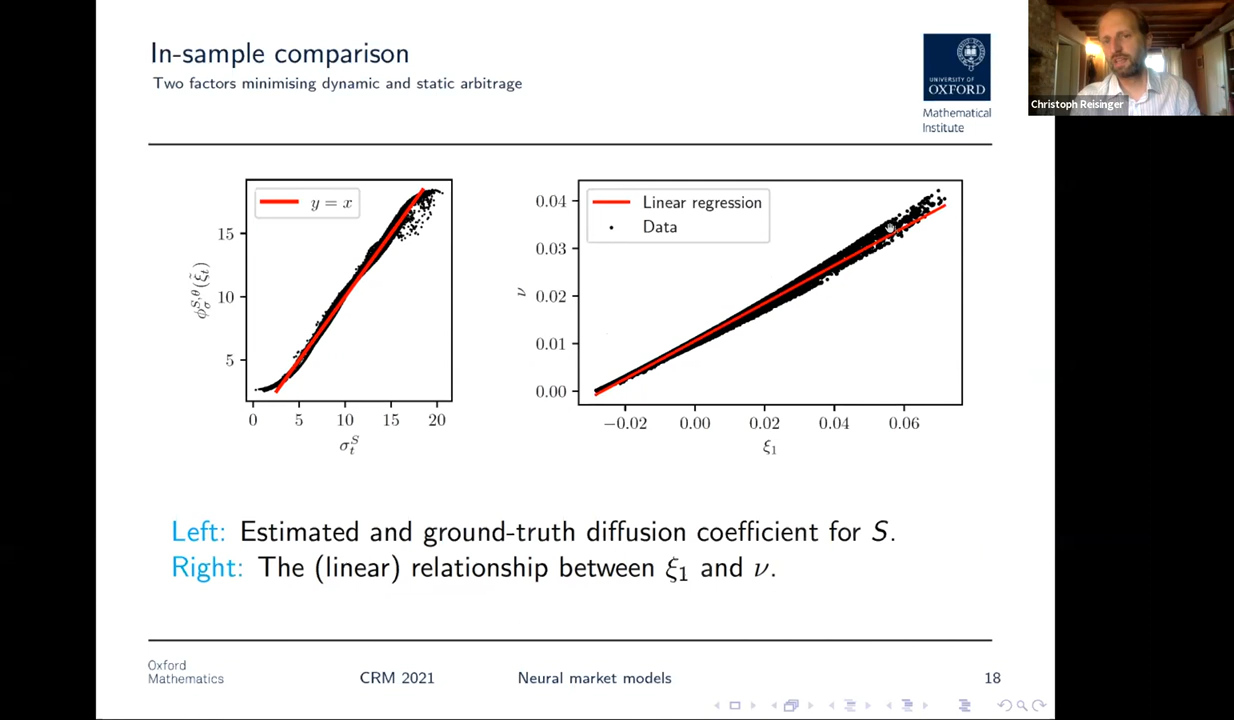 In-sample comparison
Two factors minimising dynamic and static arbitrage
UNIVERSITY OF
OXFORD
Mathematical
Institute
Christoph Reisinger
y = x
15
10
5
0 5 10 15 20
σ_t^S
ϕ_σ^{S,θ}(ξ̃_t)
Linear regression
Data
0.04
0.03
0.02
0.01
0.00
ν
−0.02 0.00 0.02 0.04 0.06
ξ₁
Left: Estimated and ground-truth diffusion coefficient for S.
Right: The (linear) relationship between ξ₁ and ν.
Oxford
Mathematics
CRM 2021 Neural market models 18